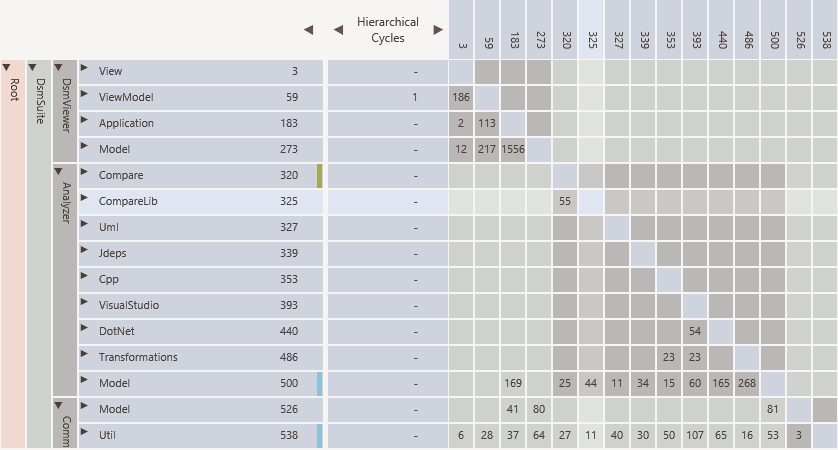 Hierarchical
Cycles
3 59 183 273 320 325 327 339 353 393 440 486 500 526 538
Root
DsmSuite
DsmViewer
View 3 -
ViewModel 59 1 186
Application 183 - 2 113
Model 273 - 12 217 1556
Analyzer
Compare 320 -
CompareLib 325 - 55
Uml 327 -
Jdeps 339 -
Cpp 353 -
VisualStudio 393 -
DotNet 440 - 54
Transformations 486 - 23 23
Model 500 - 169 25 44 11 34 15 60 165 268
Comm
Model 526 - 41 80 81
Util 538 - 6 28 37 64 27 11 40 30 50 107 65 16 53 3